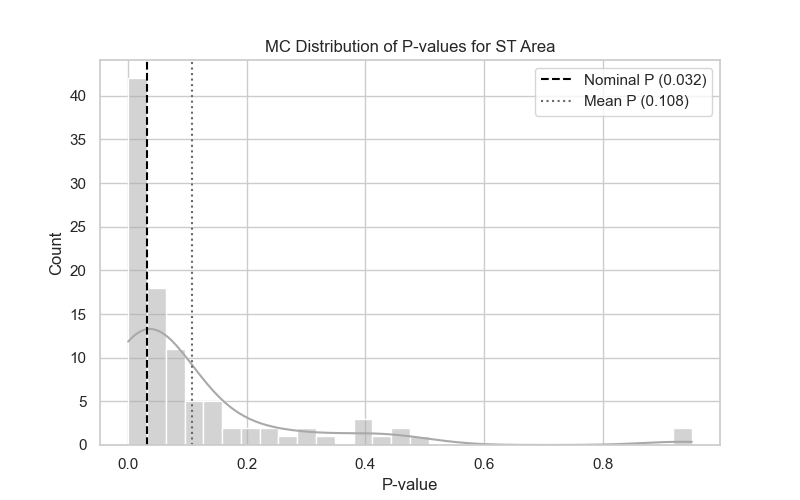 MC Distribution of P-values for ST Area
Nominal P (0.032)
Mean P (0.108)
Count
40
35
30
25
20
15
10
5
0
0.0
0.2
0.4
0.6
0.8
P-value